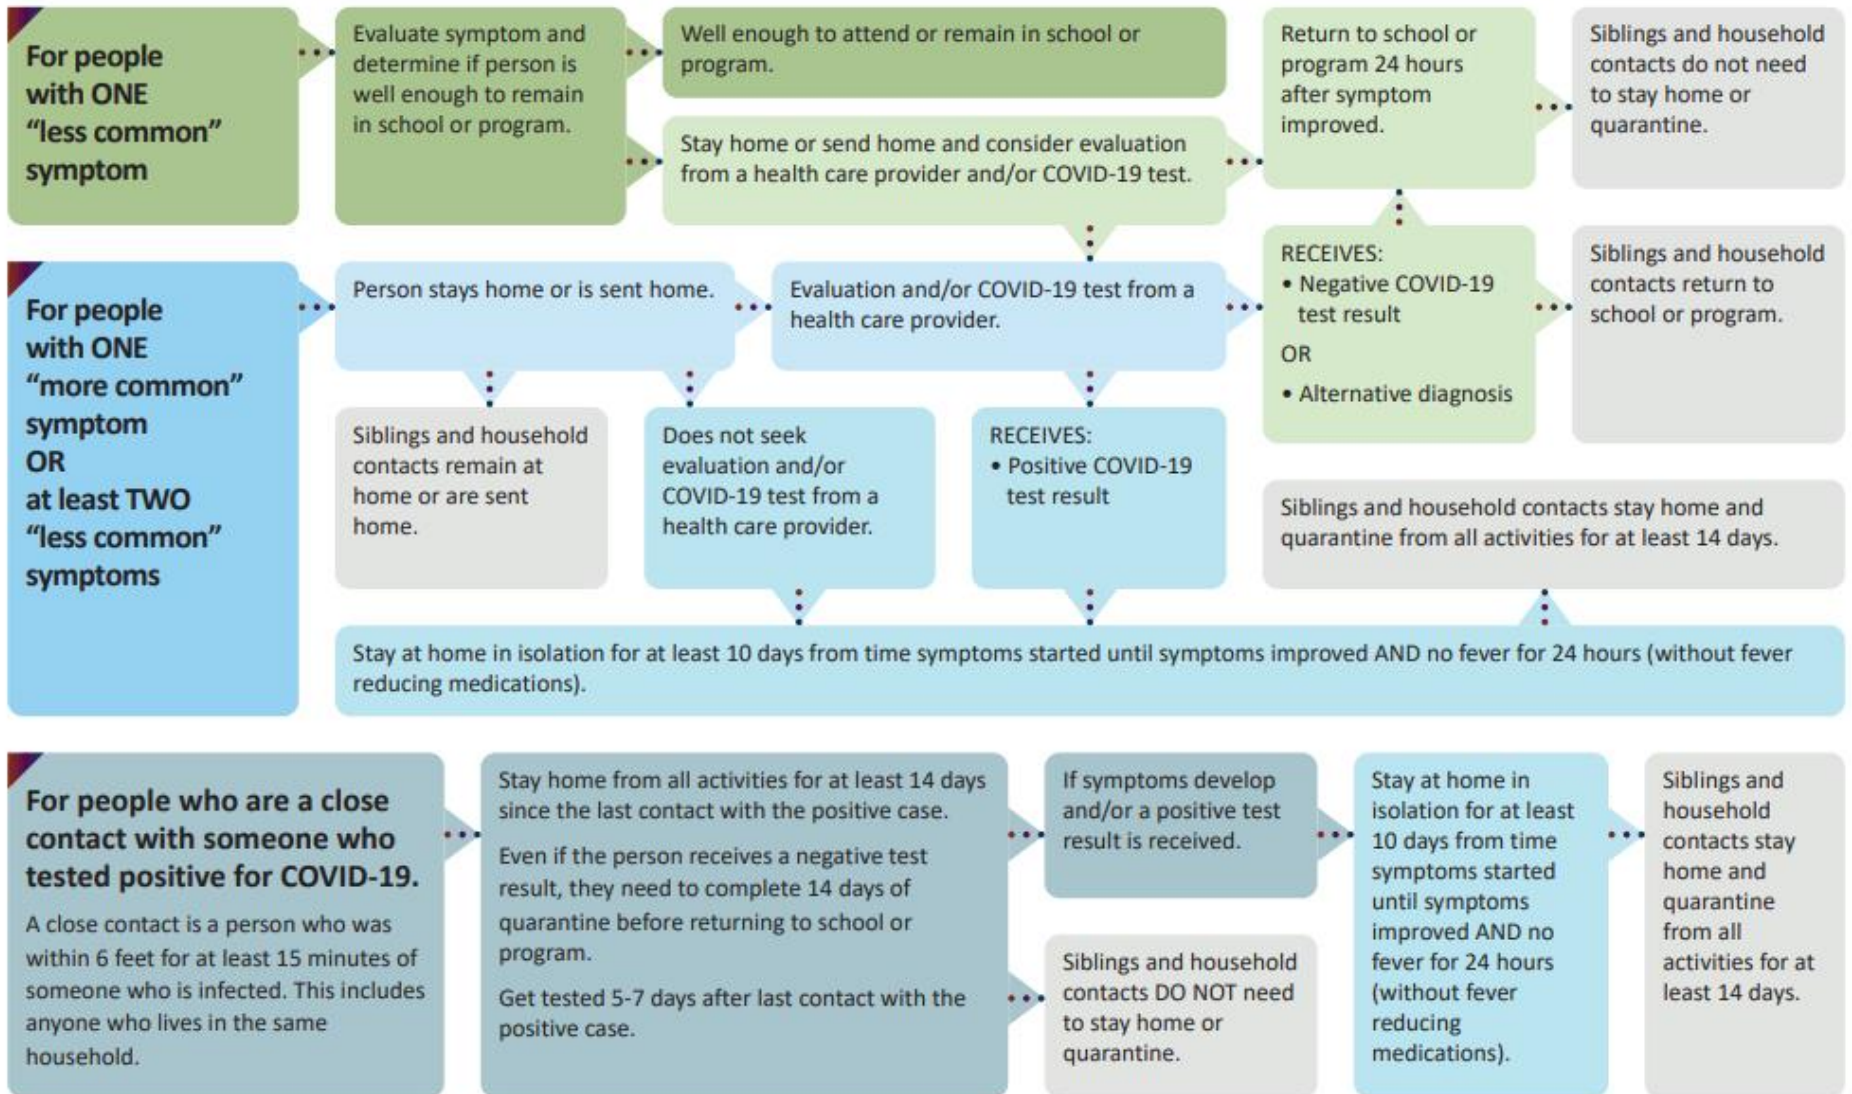 For people
with ONE
“less common”
symptom
Evaluate symptom and
determine if person is
well enough to remain
in school or program.
Well enough to attend or remain in school or
program.
Stay home or send home and consider evaluation
from a health care provider and/or COVID-19 test.
Return to school or
program 24 hours
after symptom
improved.
Siblings and household
contacts do not need
to stay home or
quarantine.
For people
with ONE
“more common”
symptom
OR
at least TWO
“less common”
symptoms
Person stays home or is sent home.
Evaluation and/or COVID-19 test from a
health care provider.
RECEIVES:
• Negative COVID-19
test result
OR
• Alternative diagnosis
Siblings and household
contacts return to
school or program.
Siblings and household
contacts remain at
home or are sent
home.
Does not seek
evaluation and/or
COVID-19 test from a
health care provider.
RECEIVES:
• Positive COVID-19
test result
Siblings and household contacts stay home and
quarantine from all activities for at least 14 days.
Stay at home in isolation for at least 10 days from time symptoms started until symptoms improved AND no fever for 24 hours (without fever
reducing medications).
For people who are a close
contact with someone who
tested positive for COVID-19.
A close contact is a person who was
within 6 feet for at least 15 minutes of
someone who is infected. This includes
anyone who lives in the same
household.
Stay home from all activities for at least 14 days
since the last contact with the positive case.
Even if the person receives a negative test
result, they need to complete 14 days of
quarantine before returning to school or
program.
Get tested 5-7 days after last contact with the
positive case.
If symptoms develop
and/or a positive test
result is received.
Siblings and household
contacts DO NOT need
to stay home or
quarantine.
Stay at home in
isolation for at least
10 days from time
symptoms started
until symptoms
improved AND no
fever for 24 hours
(without fever
reducing
medications).
Siblings and
household
contacts stay
home and
quarantine
from all
activities for at
least 14 days.